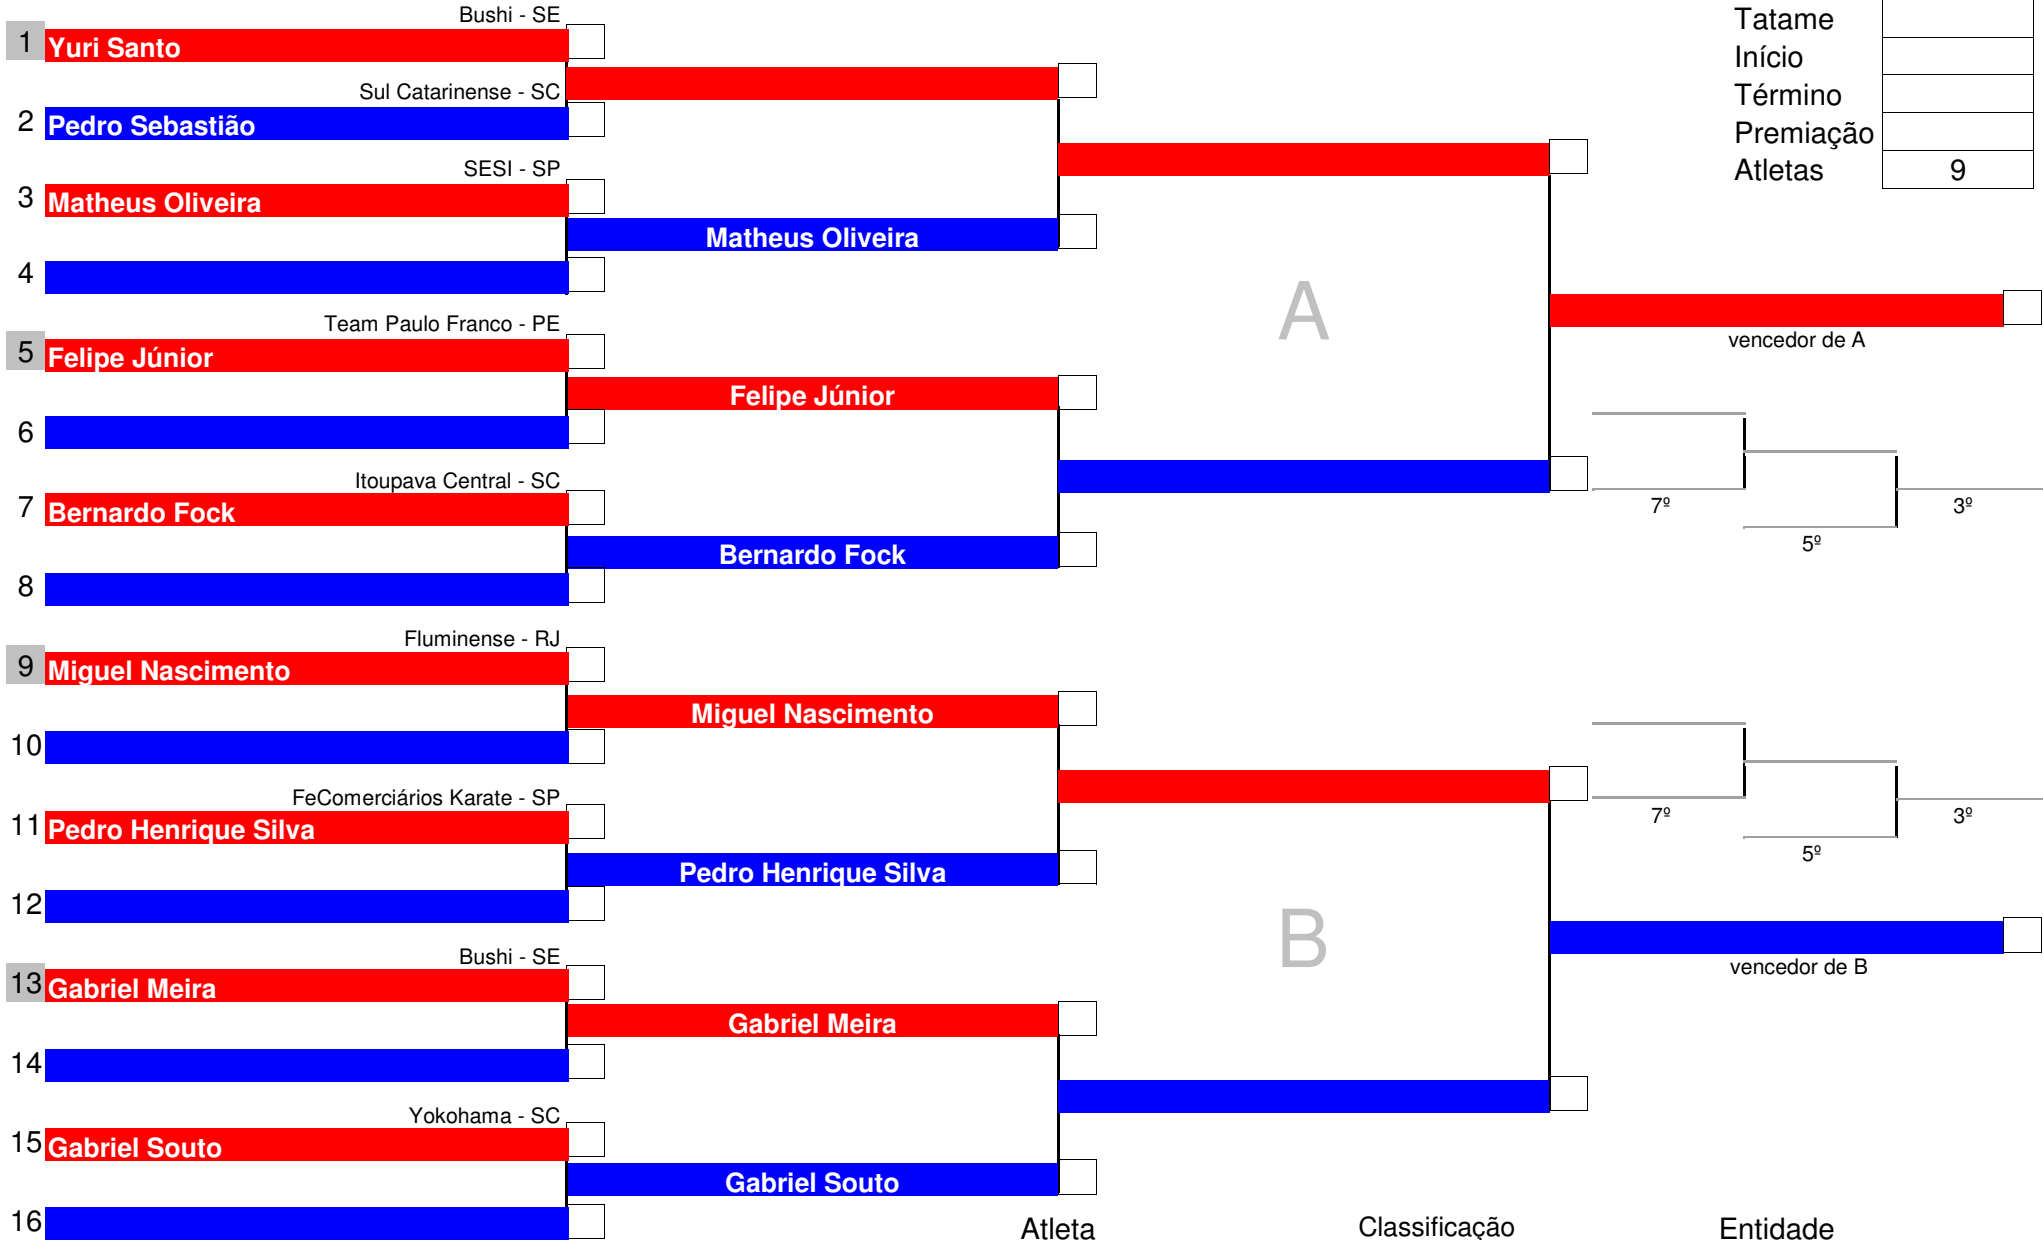 Bushi - SE
1 Yuri Santo
Sul Catarinense - SC
2 Pedro Sebastião
SESI - SP
3 Matheus Oliveira
Matheus Oliveira
4
Team Paulo Franco - PE
5 Felipe Júnior
Felipe Júnior
6
Itoupava Central - SC
7 Bernardo Fock
Bernardo Fock
8
Fluminense - RJ
9 Miguel Nascimento
Miguel Nascimento
10
FeComerciários Karate - SP
11 Pedro Henrique Silva
Pedro Henrique Silva
12
Bushi - SE
13 Gabriel Meira
Gabriel Meira
14
Yokohama - SC
15 Gabriel Souto
Gabriel Souto
16
A
B
Tatame
Início
Término
Premiação
Atletas 9
vencedor de A
7º
5º
3º
7º
5º
3º
vencedor de B
Atleta Classificação Entidade